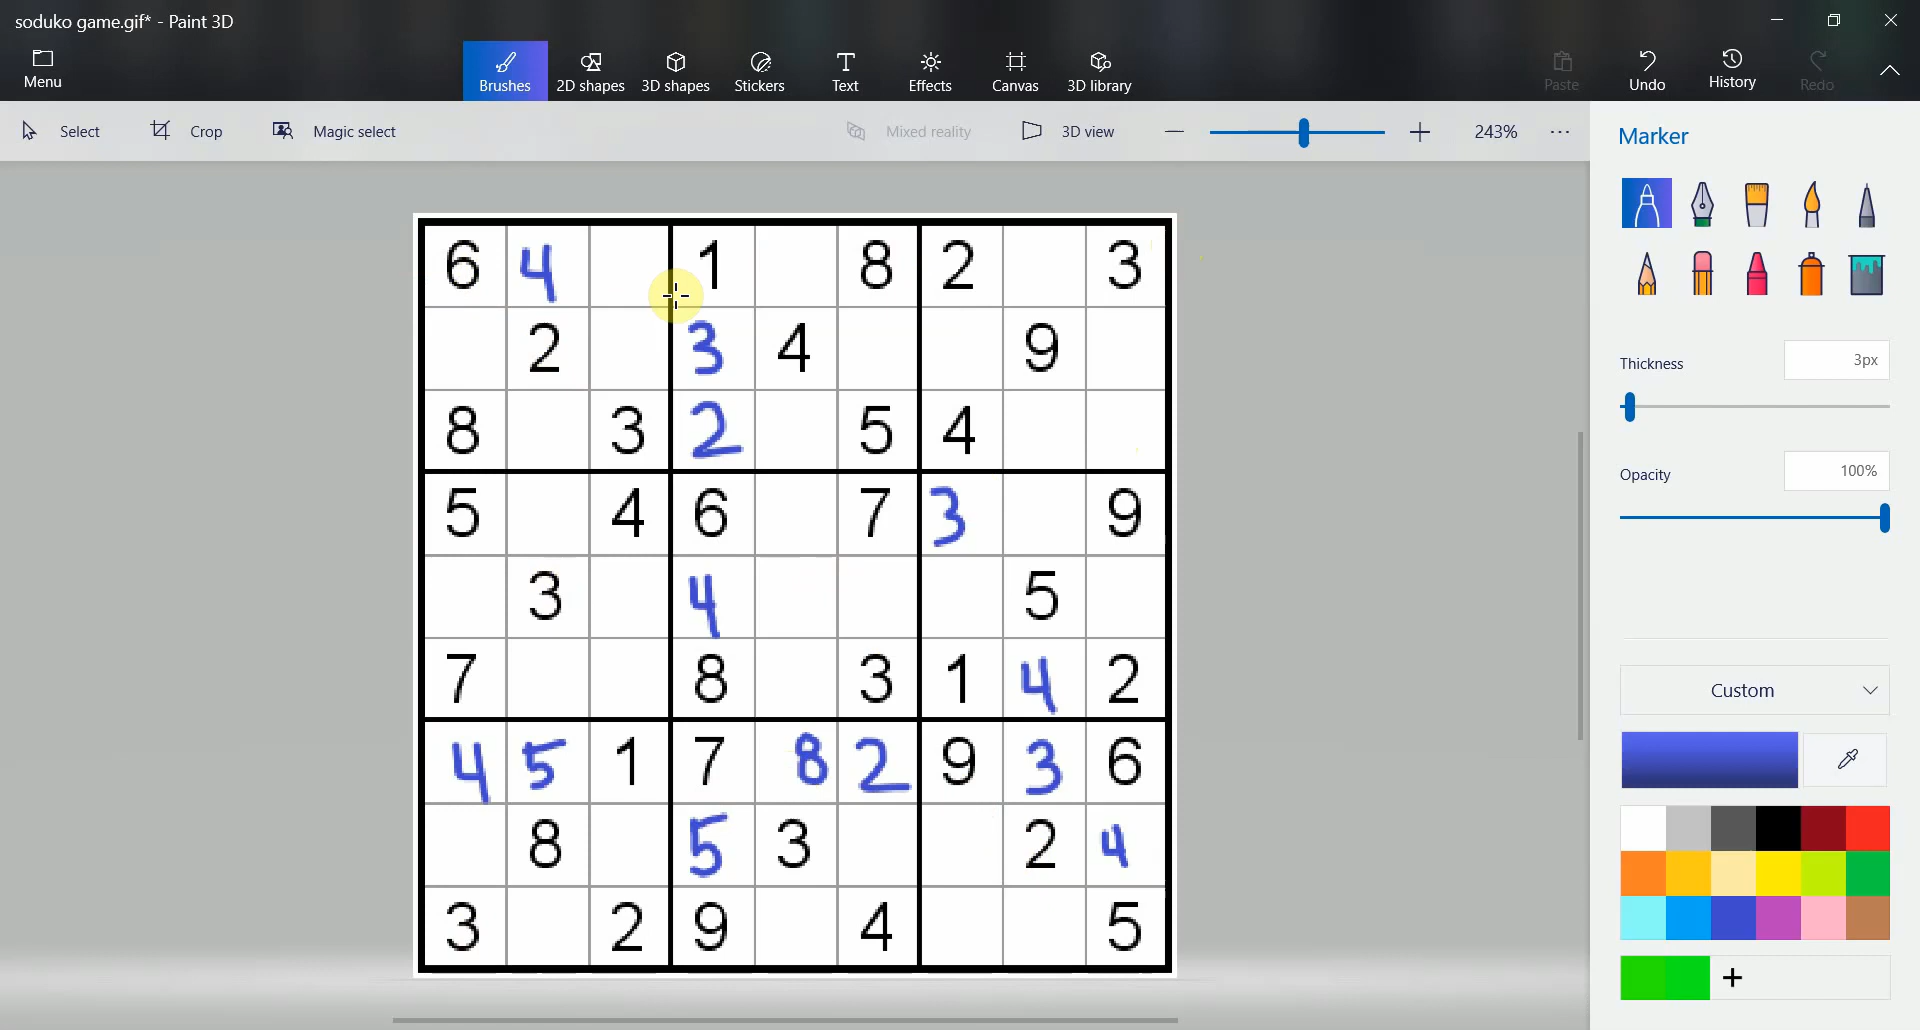 soduko game.gif* - Paint 3D
Menu
Brushes 2D shapes 3D shapes Stickers Text Effects Canvas 3D library
Paste Undo History Redo
Select Crop Magic select Mixed reality 3D view 243%
Marker
6 4 1 8 2 3
2 3 4 9
8 3 2 5 4
5 4 6 7 3 9
3 4 5
7 8 3 1 4 2
4 5 1 7 8 2 9 3 6
8 5 3 2 4
3 2 9 4 5
Thickness 3px
Opacity 100%
Custom